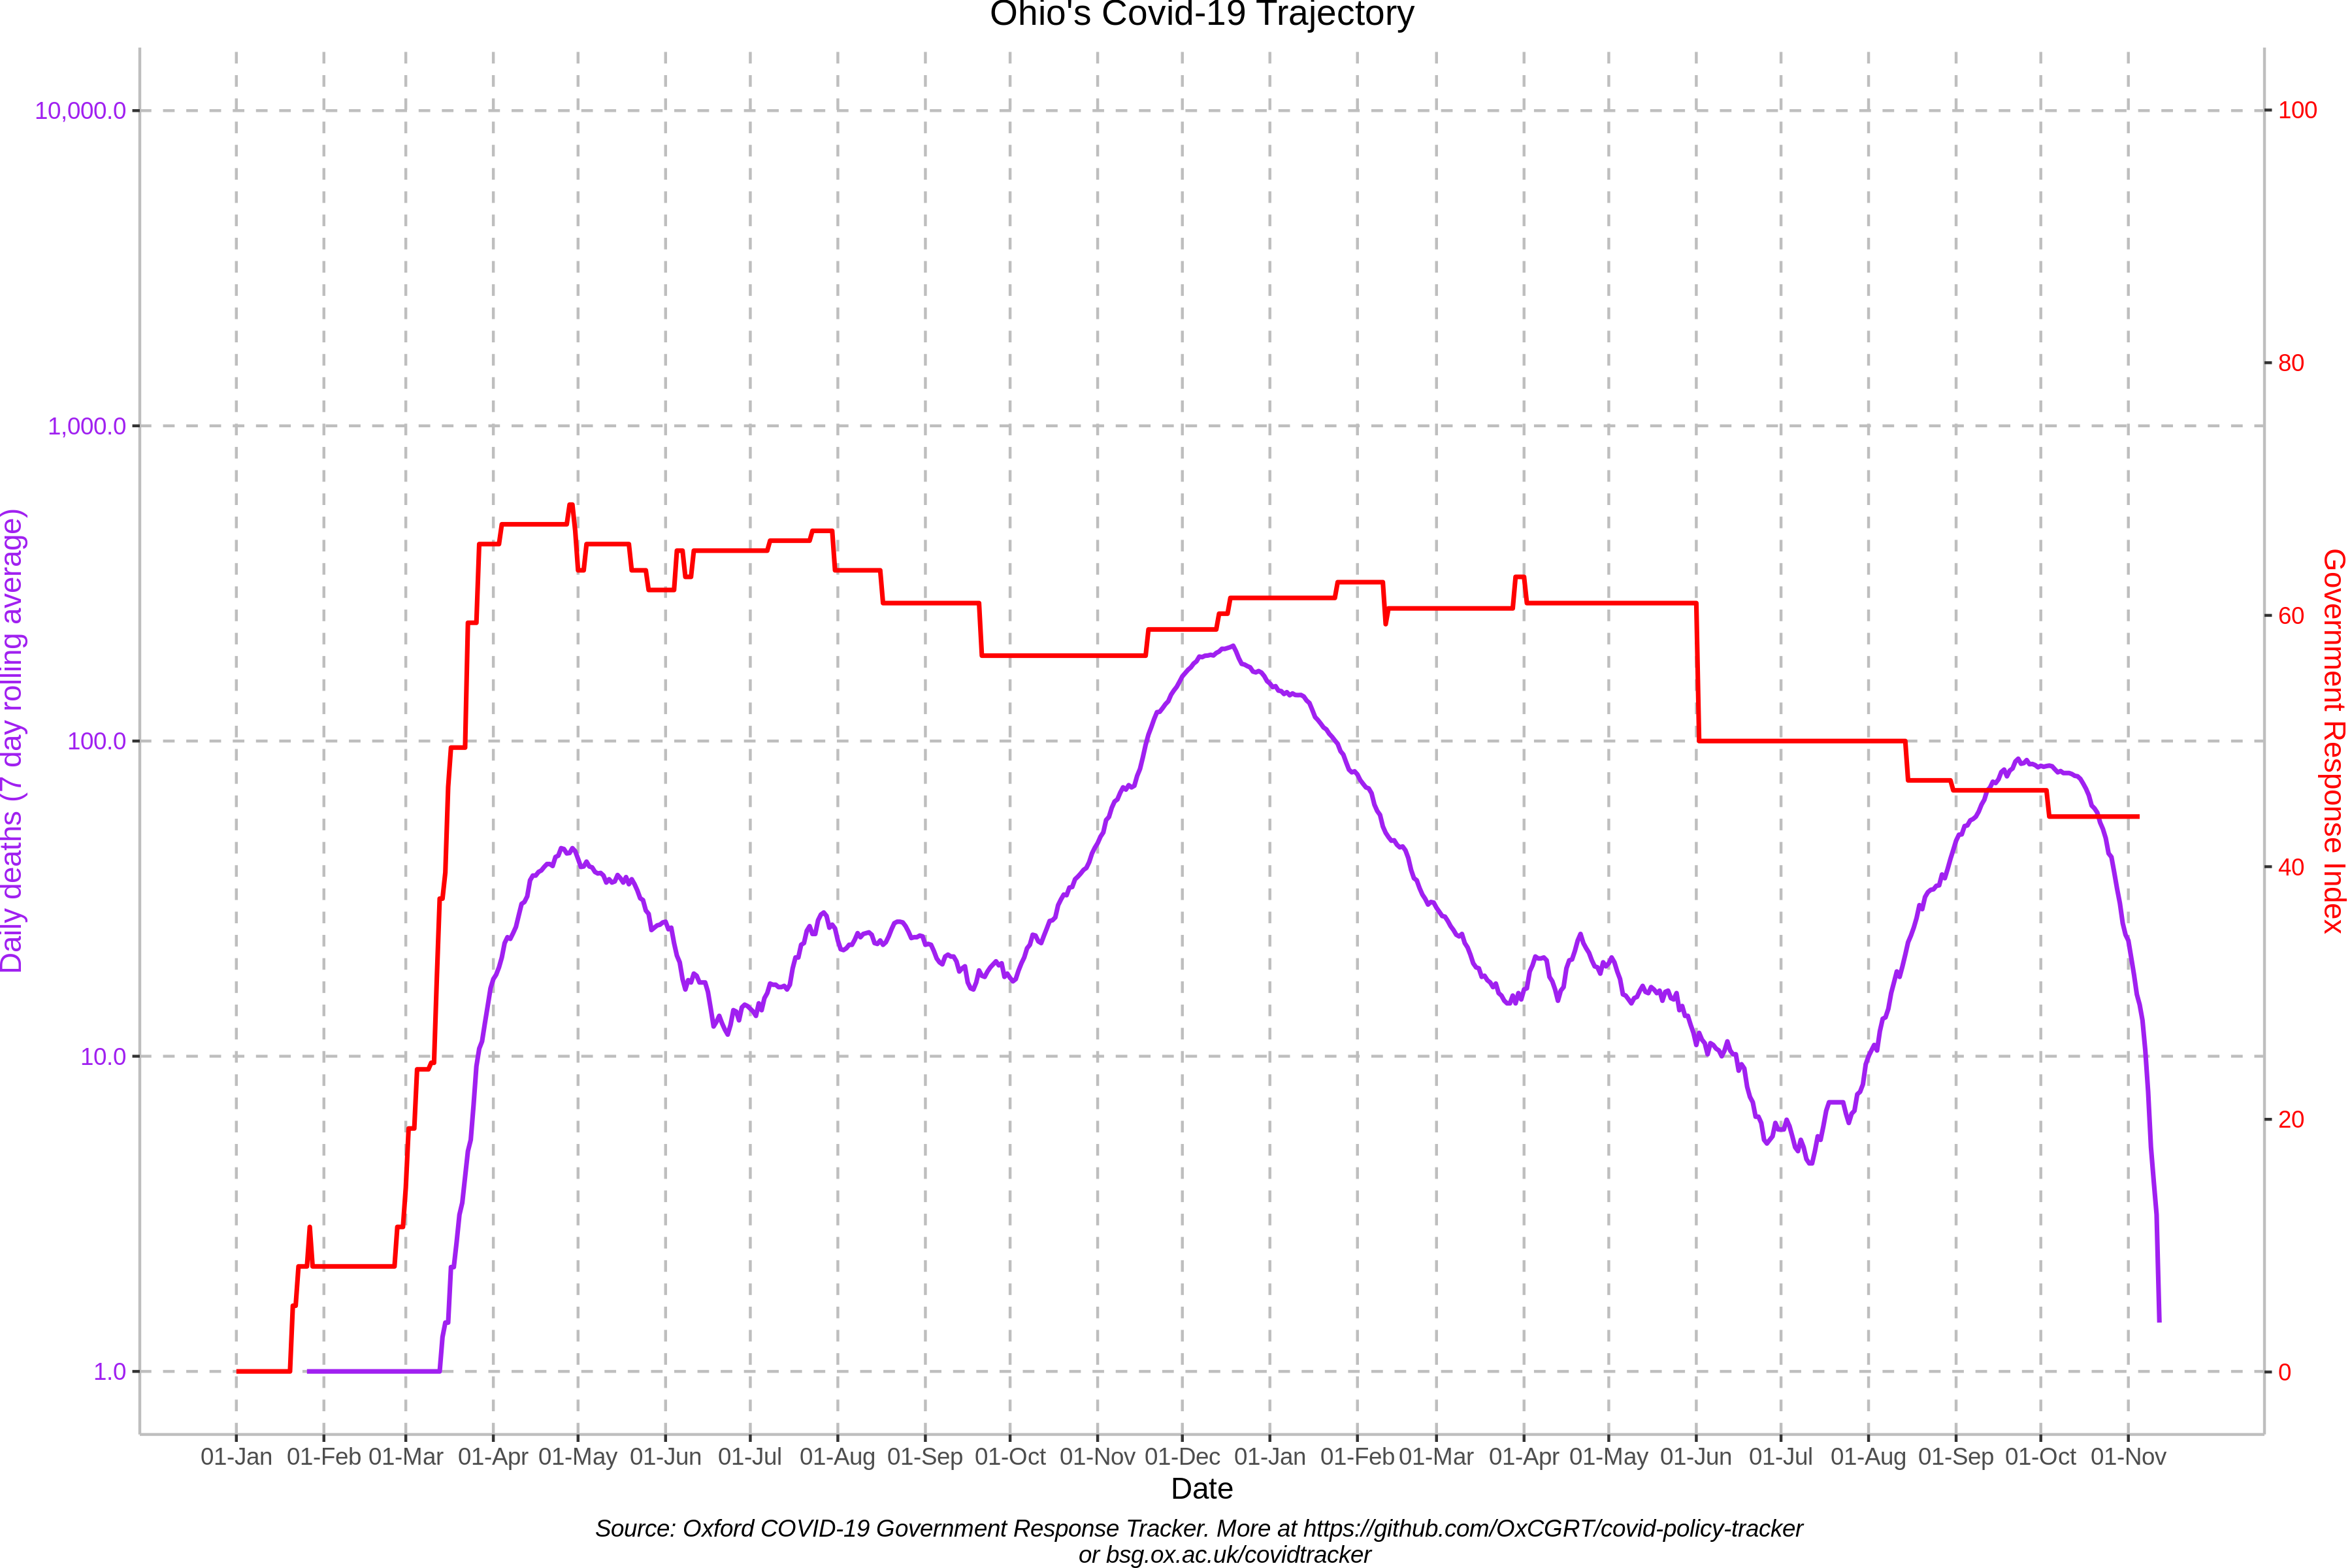 Ohio's Covid-19 Trajectory
10,000.0
1,000.0
100.0
10.0
1.0
Daily deaths (7 day rolling average)
100
80
60
40
20
0
Government Response Index
01-Jan 01-Feb 01-Mar 01-Apr 01-May 01-Jun 01-Jul 01-Aug 01-Sep 01-Oct 01-Nov 01-Dec 01-Jan 01-Feb 01-Mar 01-Apr 01-May 01-Jun 01-Jul 01-Aug 01-Sep 01-Oct 01-Nov
Date
Source: Oxford COVID-19 Government Response Tracker. More at https://github.com/OxCGRT/covid-policy-tracker
or bsg.ox.ac.uk/covidtracker